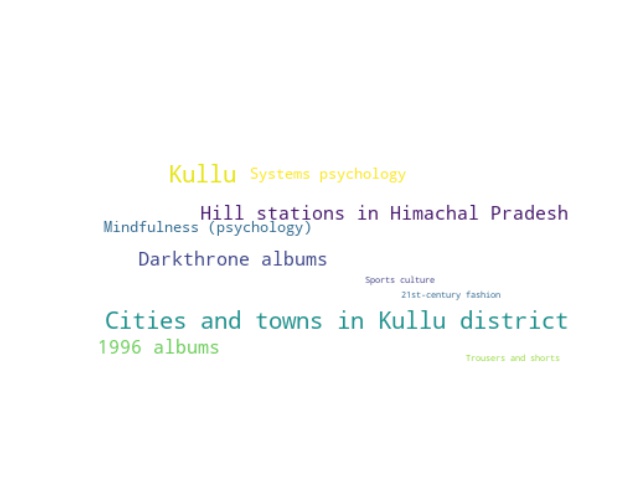 Kullu
Systems psychology
Hill stations in Himachal Pradesh
Mindfulness (psychology)
Darkthrone albums
Sports culture
21st-century fashion
Cities and towns in Kullu district
1996 albums
Trousers and shorts